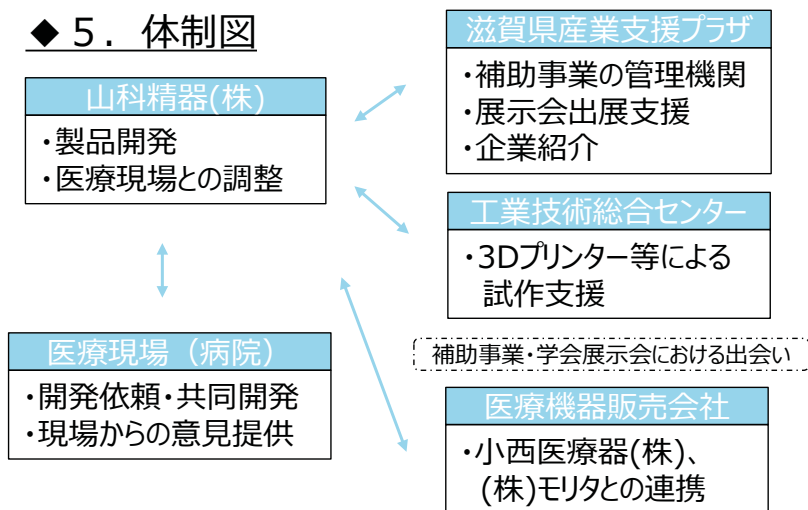 ◆５．体制図
山科精器(株)
・製品開発
・医療現場との調整
医療現場（病院）
・開発依頼・共同開発
・現場からの意見提供
滋賀県産業支援プラザ
・補助事業の管理機関
・展示会出展支援
・企業紹介
工業技術総合センター
・3Dプリンター等による
試作支援
補助事業・学会展示会における出会い
医療機器販売会社
・小西医療器(株)、
(株)モリタとの連携